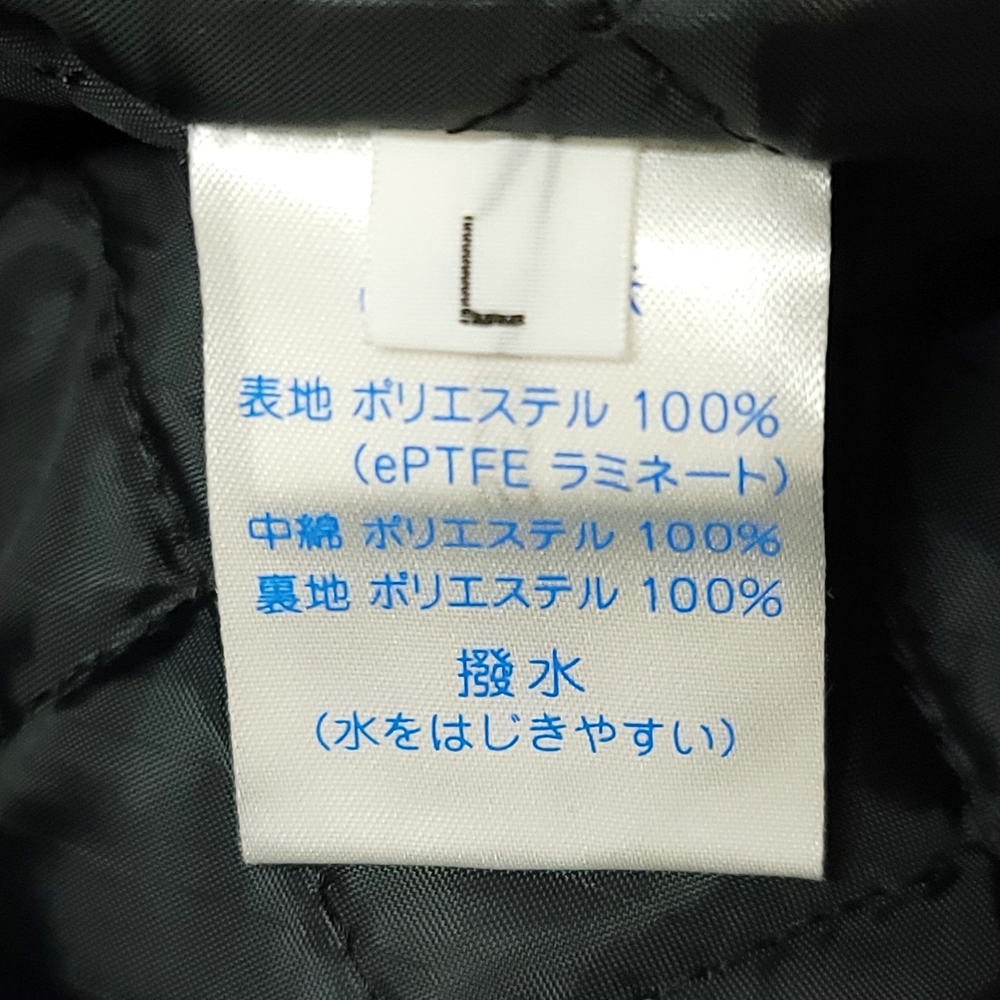 L
表地 ポリエステル 100%
(ePTFE ラミネート)
中綿 ポリエステル 100%
裏地 ポリエステル 100%
撥水
(水をはじきやすい)